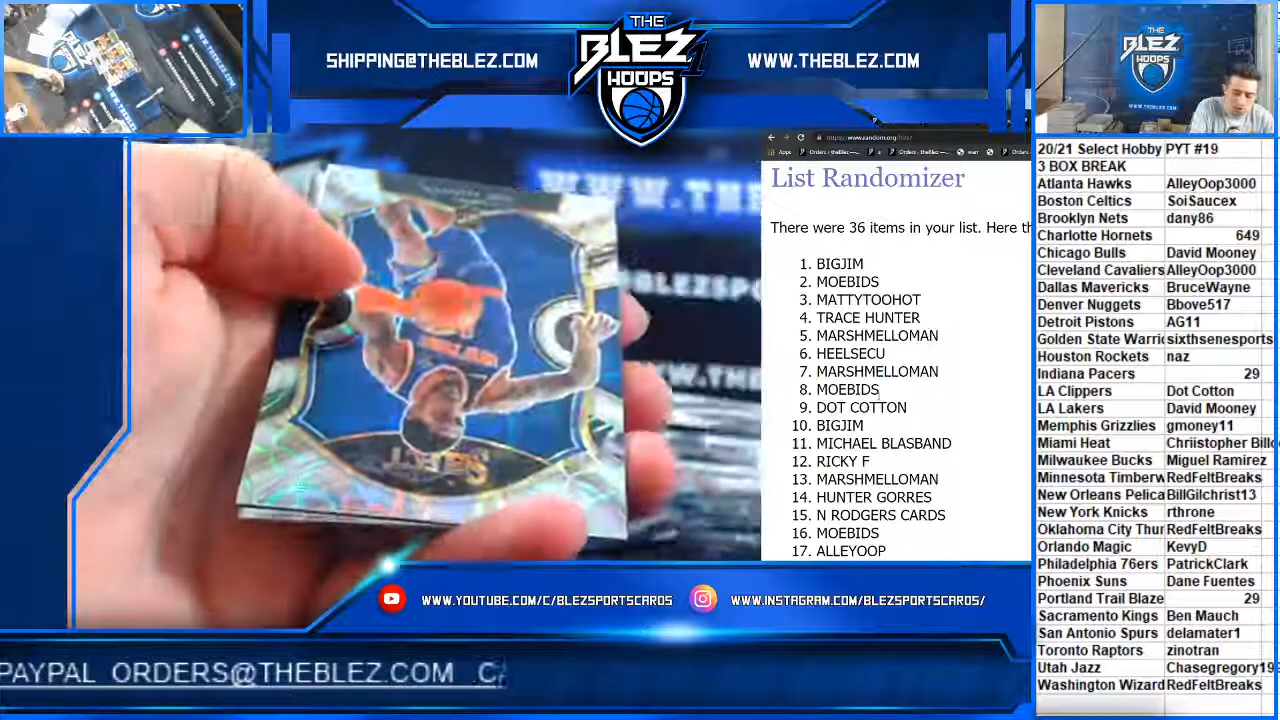 THE
BLEZ
HOOPS
SHIPPING@THEBLEZ.COM
WWW.THEBLEZ.COM
https://www.random.org/lists/
Apps
List Randomizer
There were 36 items in your list. Here th
1. BIGJIM
2. MOEBIDS
3. MATTYTOOHOT
4. TRACE HUNTER
5. MARSHMELLOMAN
6. HEELSECU
7. MARSHMELLOMAN
8. MOEBIDS
9. DOT COTTON
10. BIGJIM
11. MICHAEL BLASBAND
12. RICKY F
13. MARSHMELLOMAN
14. HUNTER GORRES
15. N RODGERS CARDS
16. MOEBIDS
17. ALLEYOOP
20/21 Select Hobby PYT #19
3 BOX BREAK
Atlanta Hawks AlleyOop3000
Boston Celtics SoiSaucex
Brooklyn Nets dany86
Charlotte Hornets 649
Chicago Bulls David Mooney
Cleveland Cavaliers AlleyOop3000
Dallas Mavericks BruceWayne
Denver Nuggets Bbove517
Detroit Pistons AG11
Golden State Warri sixthsenesports
Houston Rockets naz
Indiana Pacers 29
LA Clippers Dot Cotton
LA Lakers David Mooney
Memphis Grizzlies gmoney11
Miami Heat Chriistopher Bill
Milwaukee Bucks Miguel Ramirez
Minnesota Timberw RedFeltBreaks
New Orleans Pelica BillGilchrist13
New York Knicks rthrone
Oklahoma City Thu RedFeltBreaks
Orlando Magic KevyD
Philadelphia 76ers PatrickClark
Phoenix Suns Dane Fuentes
Portland Trail Blaze 29
Sacramento Kings Ben Mauch
San Antonio Spurs delamater1
Toronto Raptors zinotran
Utah Jazz Chasegregory19
Washington Wizard RedFeltBreaks
WWW.YOUTUBE.COM/C/BLEZSPORTSCARDS
WWW.INSTAGRAM.COM/BLEZSPORTSCARDS/
PAYPAL ORDERS@THEBLEZ.COM